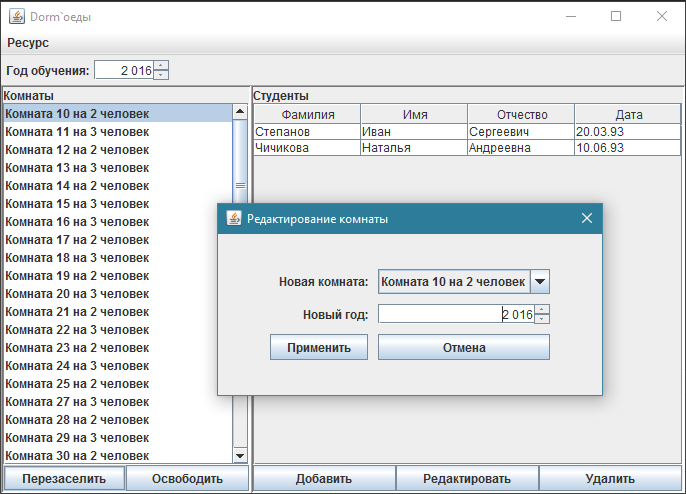 Dorm`оеды
Ресурс
Год обучения: 2 016
Комнаты
Комната 10 на 2 человек
Комната 11 на 3 человек
Комната 12 на 2 человек
Комната 13 на 3 человек
Комната 14 на 2 человек
Комната 15 на 3 человек
Комната 16 на 3 человек
Комната 17 на 2 человек
Комната 18 на 3 человек
Комната 19 на 2 человек
Комната 20 на 3 человек
Комната 21 на 2 человек
Комната 22 на 3 человек
Комната 23 на 2 человек
Комната 24 на 3 человек
Комната 25 на 2 человек
Комната 27 на 3 человек
Комната 28 на 2 человек
Комната 29 на 3 человек
Комната 30 на 2 человек
Перезаселить Освободить
Студенты
Фамилия Имя Отчество Дата
Степанов Иван Сергеевич 20.03.93
Чичикова Наталья Андреевна 10.06.93
Редактирование комнаты
Новая комната: Комната 10 на 2 человек
Новый год: 2 016
Применить Отмена
Добавить Редактировать Удалить